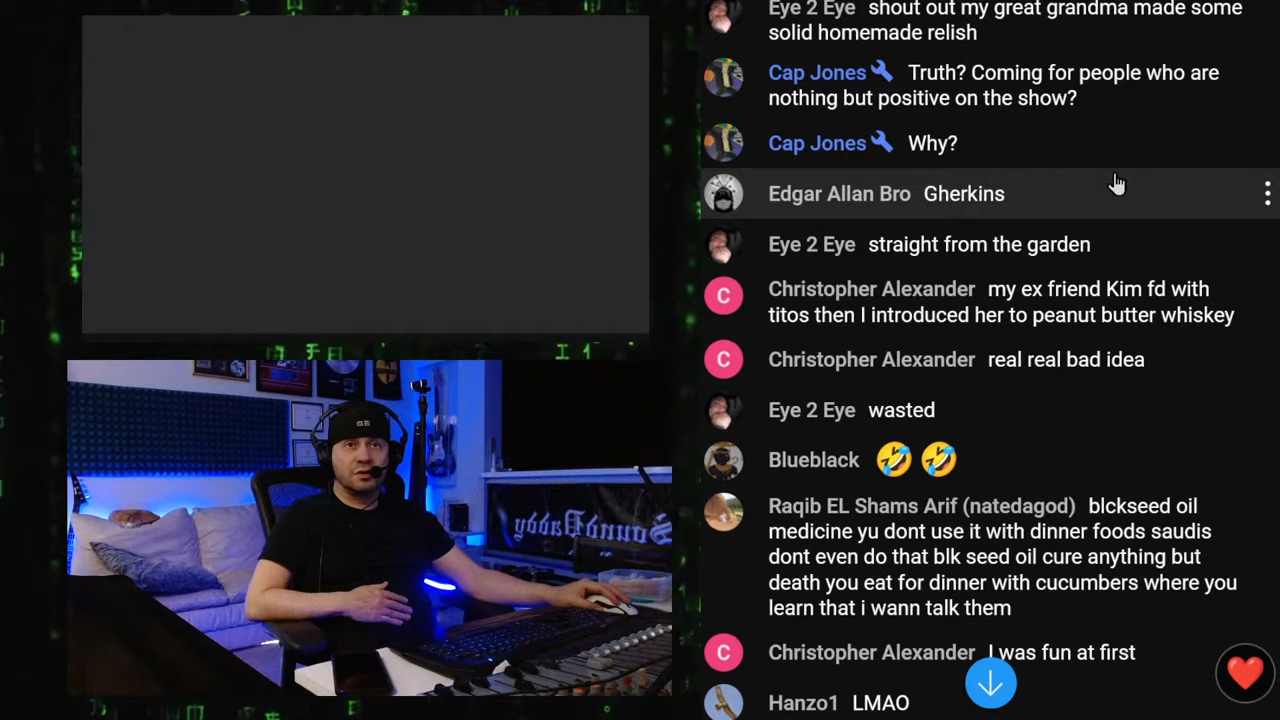 Eye 2 Eye shout out my great grandma made some
solid homemade relish
Cap Jones Truth? Coming for people who are
nothing but positive on the show?
Cap Jones Why?
Edgar Allan Bro Gherkins
Eye 2 Eye straight from the garden
C Christopher Alexander my ex friend Kim fd with
titos then I introduced her to peanut butter whiskey
C Christopher Alexander real real bad idea
Eye 2 Eye wasted
Blueblack 🤣 🤣
Raqib EL Shams Arif (natedagod) blckseed oil
medicine yu dont use it with dinner foods saudis
dont even do that blk seed oil cure anything but
death you eat for dinner with cucumbers where you
learn that i wann talk them
C Christopher Alexander I was fun at first
Hanzo1 LMAO
SoundDaddy